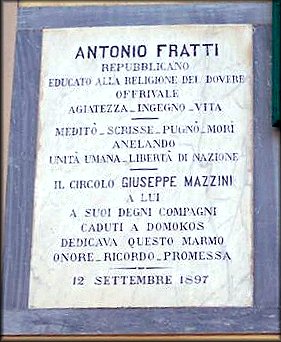 ANTONIO FRATTI
REPUBBLICANO
EDUCATO ALLA RELIGIONE DEL DOVERE
OFFRIVALE
AGIATEZZA_INGEGNO_VITA
MEDITÒ_SCRISSE_PUGNÒ_MORÌ
ANELANDO
UNITÀ UMANA_LIBERTÀ DI NAZIONE
IL CIRCOLO GIUSEPPE MAZZINI
A LUI
A SUOI DEGNI COMPAGNI
CADUTI A DOMOKOS
DEDICAVA QUESTO MARMO
ONORE_RICORDO_PROMESSA
12 SETTEMBRE 1897